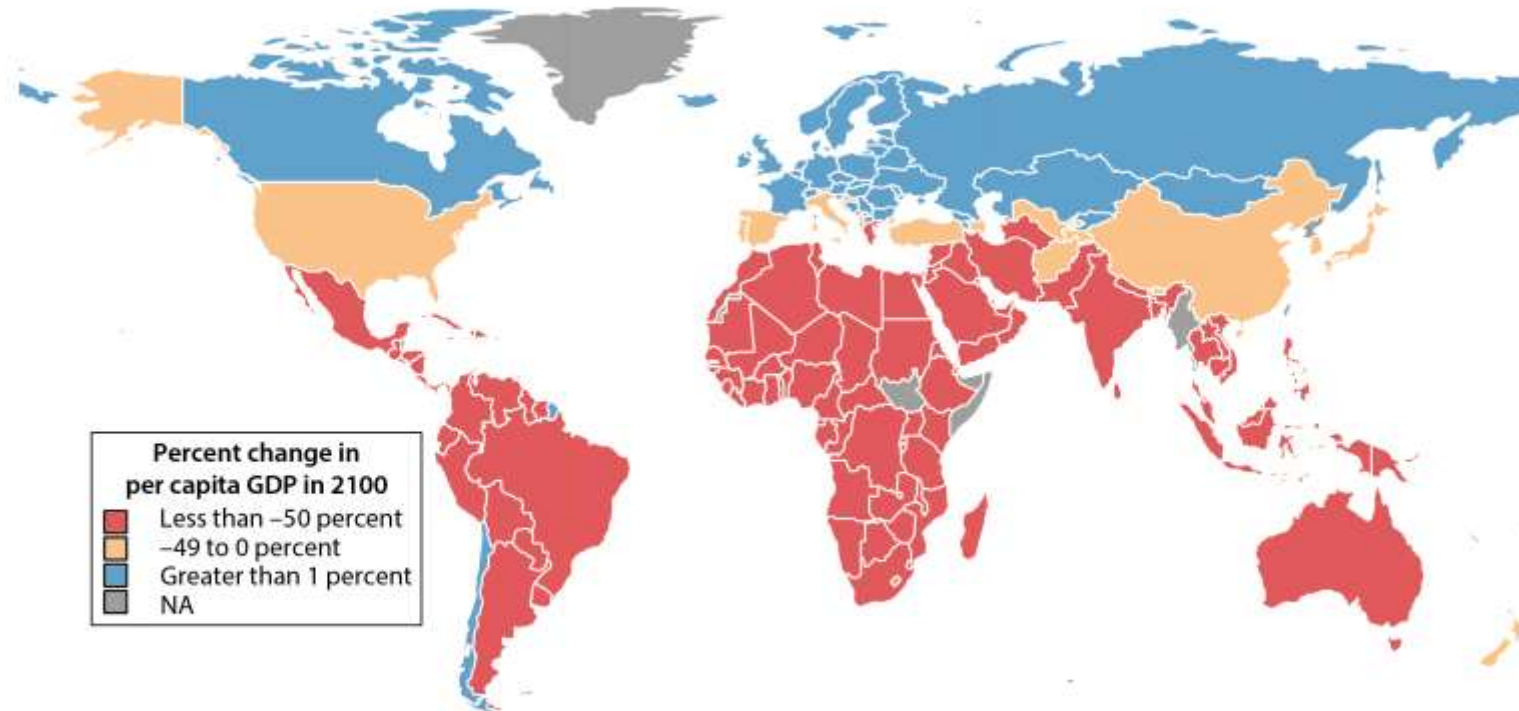 Percent change in
per capita GDP in 2100
Less than –50 percent
–49 to 0 percent
Greater than 1 percent
NA